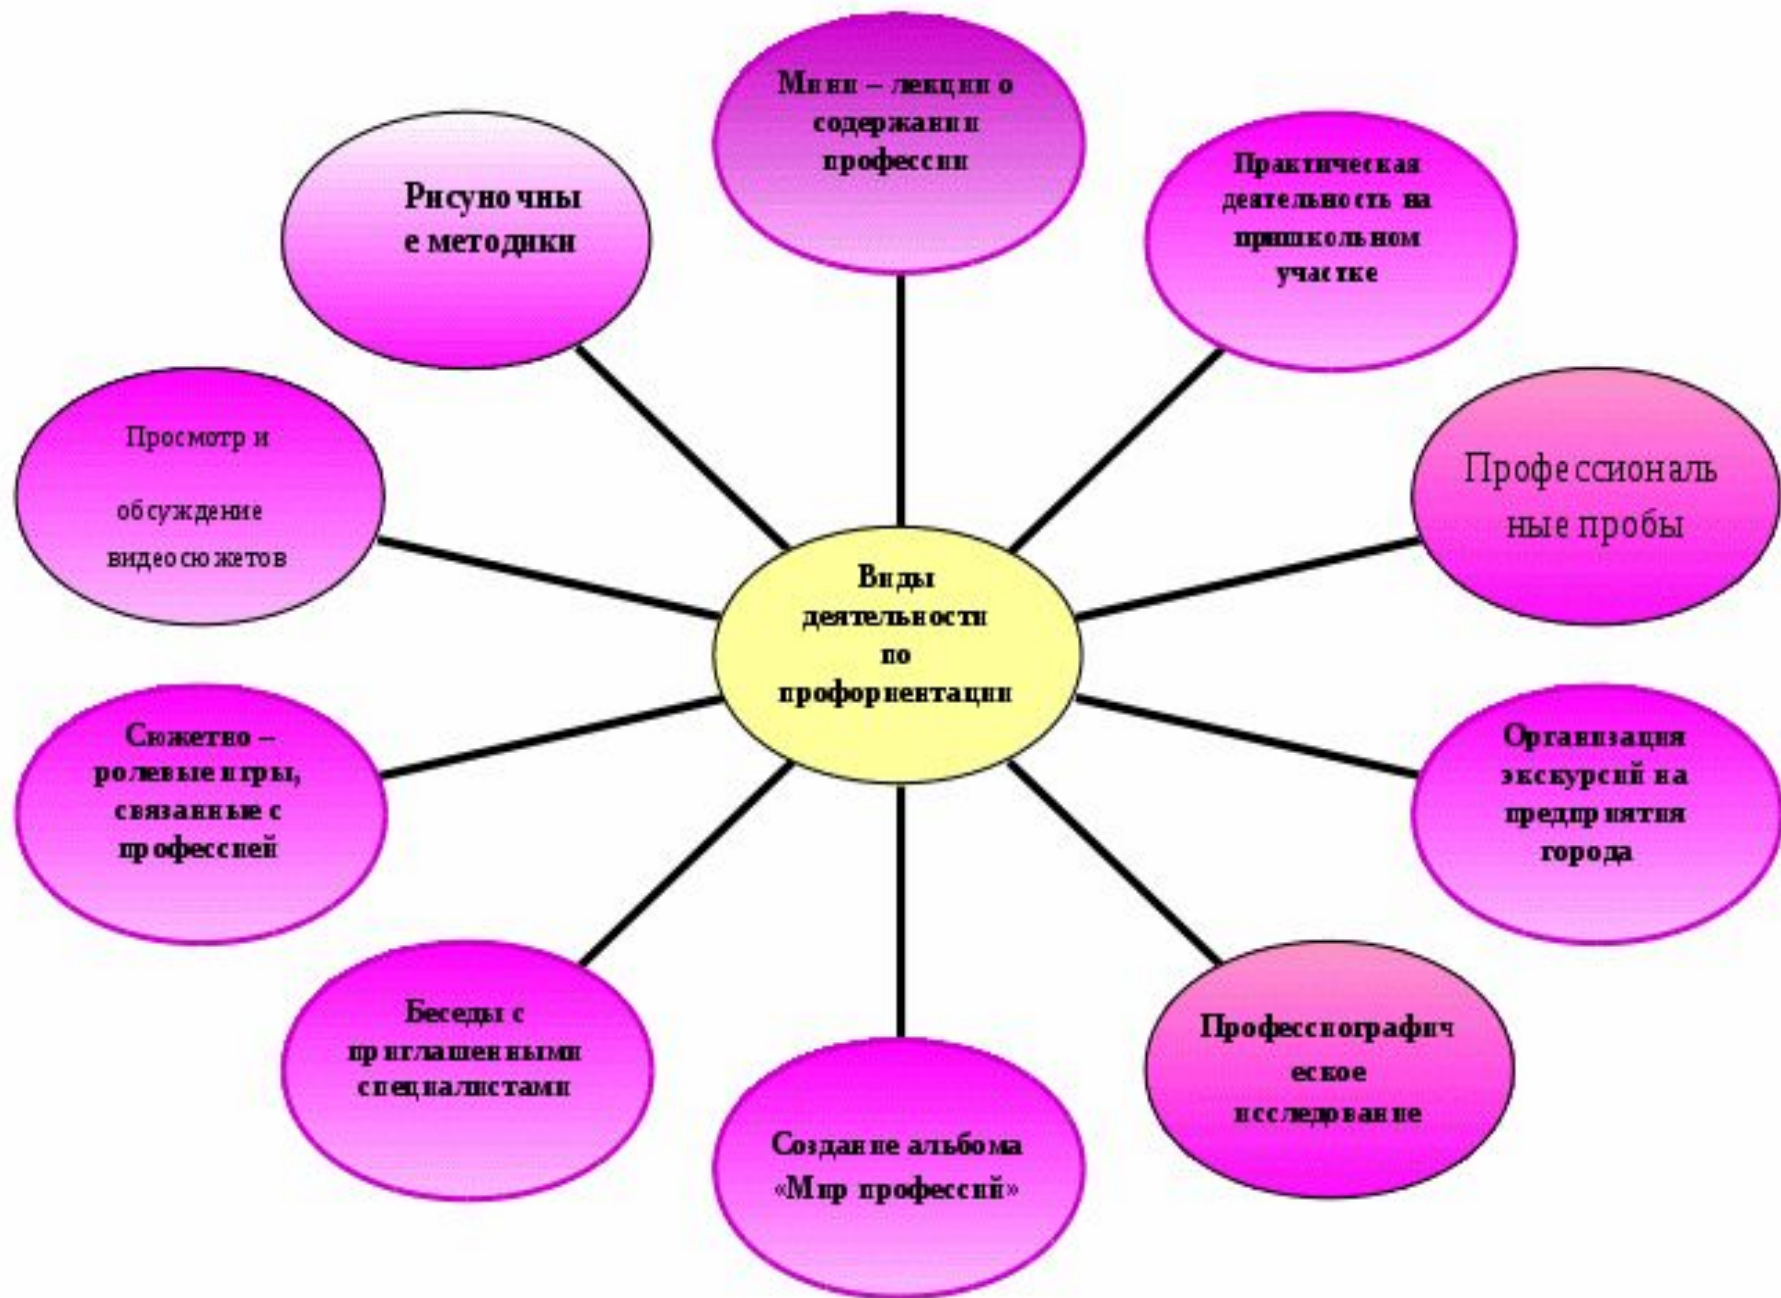 Мини – лекции о
содержании
профессии
Практическая
деятельность на
пришкольном
участке
Рисуночны
е методики
Просмотр и
обсуждение
видеосюжетов
Профессиональ
ные пробы
Виды
деятельности
по
профориентации
Сюжетно –
ролевые игры,
связанные с
профессией
Организация
экскурсий на
предприятия
города
Беседы с
приглашенными
специалистами
Профессиографич
еское
исследование
Создание альбома
«Мир профессий»